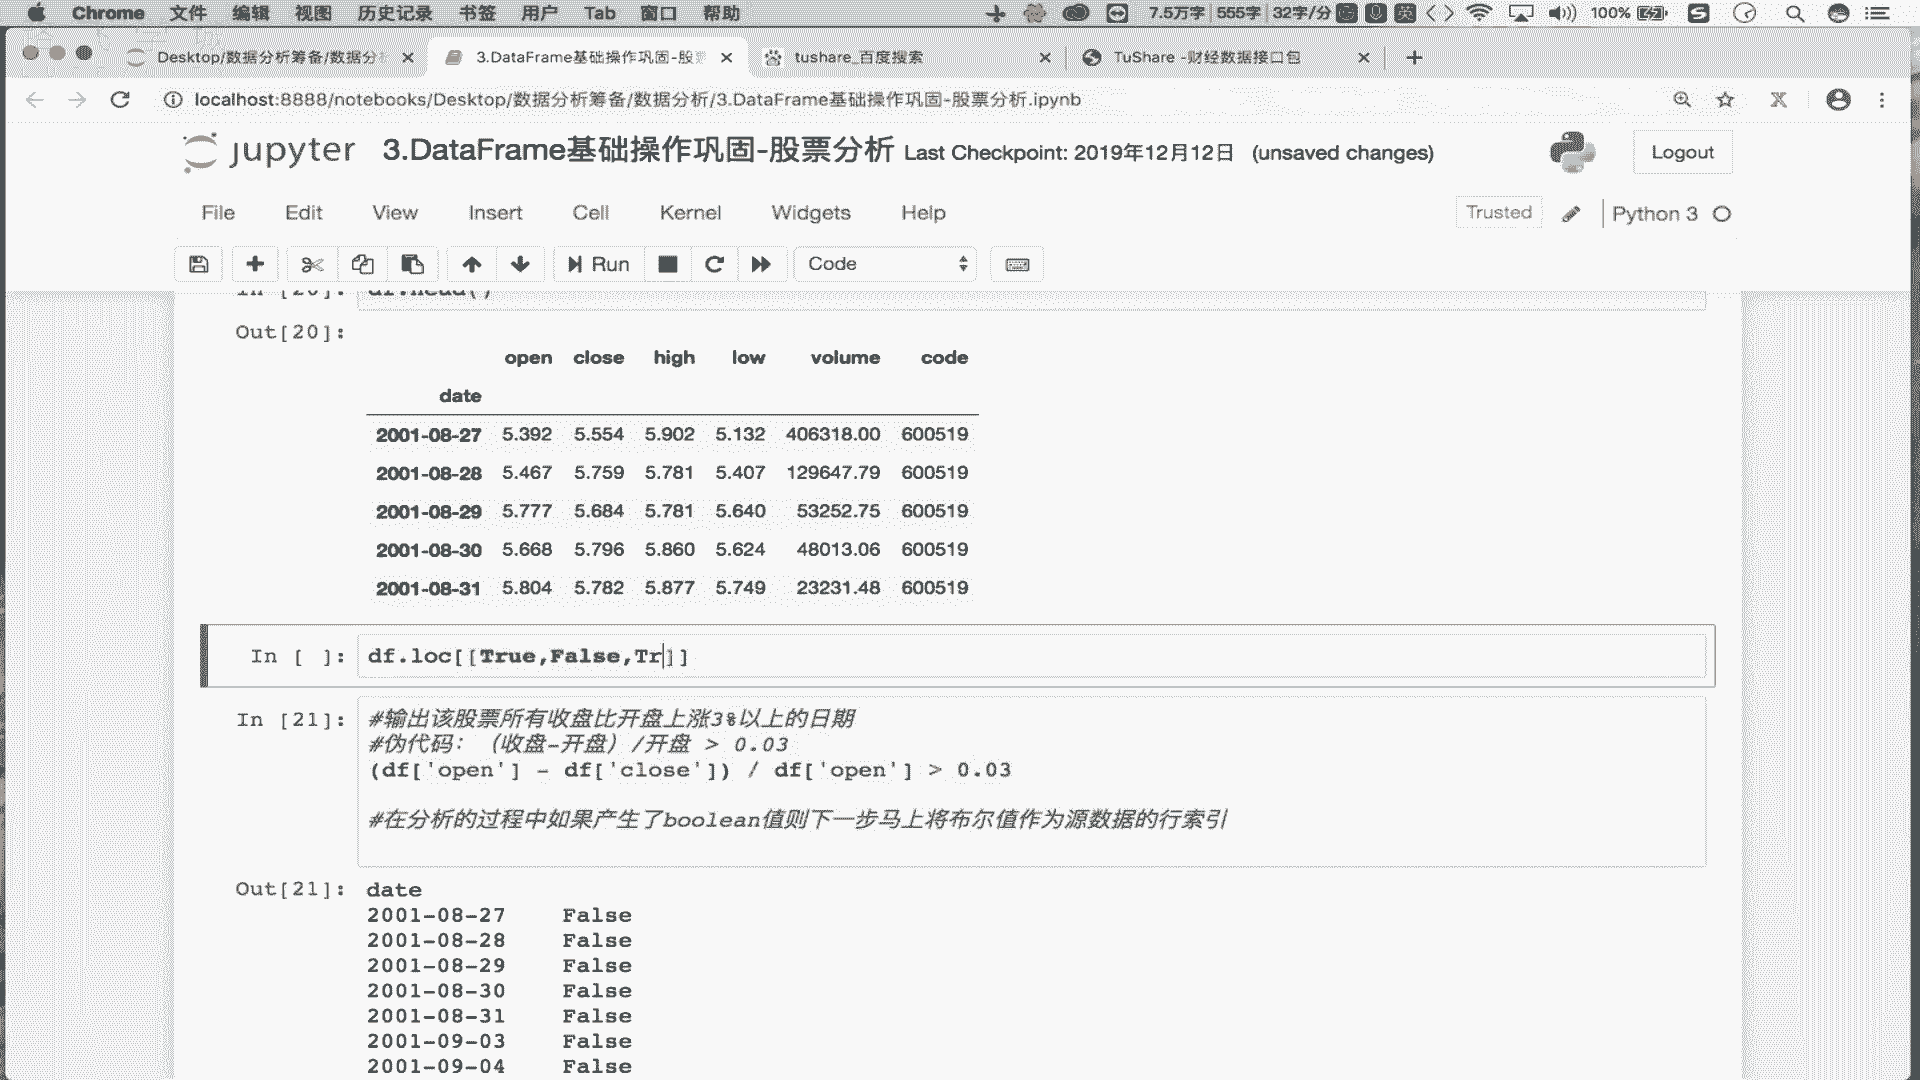 Chrome 文件 编辑 视图 历史记录 书签 用户 Tab 窗口 帮助 7.5万字 555字 32字/分 英 100%
Desktop/数据分析筹备/数据分析 3.DataFrame基础操作巩固-股票 tushare_百度搜索 TuShare -财经数据接口包
localhost:8888/notebooks/Desktop/数据分析筹备/数据分析/3.DataFrame基础操作巩固-股票分析.ipynb
jupyter 3.DataFrame基础操作巩固-股票分析 Last Checkpoint: 2019年12月12日 (unsaved changes) Logout
File Edit View Insert Cell Kernel Widgets Help Trusted Python 3
Run Code
In [20]: df.head()
Out[20]:
open close high low volume code
date
2001-08-27 5.392 5.554 5.902 5.132 406318.00 600519
2001-08-28 5.467 5.759 5.781 5.407 129647.79 600519
2001-08-29 5.777 5.684 5.781 5.640 53252.75 600519
2001-08-30 5.668 5.796 5.860 5.624 48013.06 600519
2001-08-31 5.804 5.782 5.877 5.749 23231.48 600519
In [ ]: df.loc[[True,False,Tr]]
In [21]: #输出该股票所有收盘比开盘上涨3%以上的日期
#伪代码：（收盘-开盘）/开盘 > 0.03
(df['open'] - df['close']) / df['open'] > 0.03
#在分析的过程中如果产生了boolean值则下一步马上将布尔值作为源数据的行索引
Out[21]: date
2001-08-27 False
2001-08-28 False
2001-08-29 False
2001-08-30 False
2001-08-31 False
2001-09-03 False
2001-09-04 False